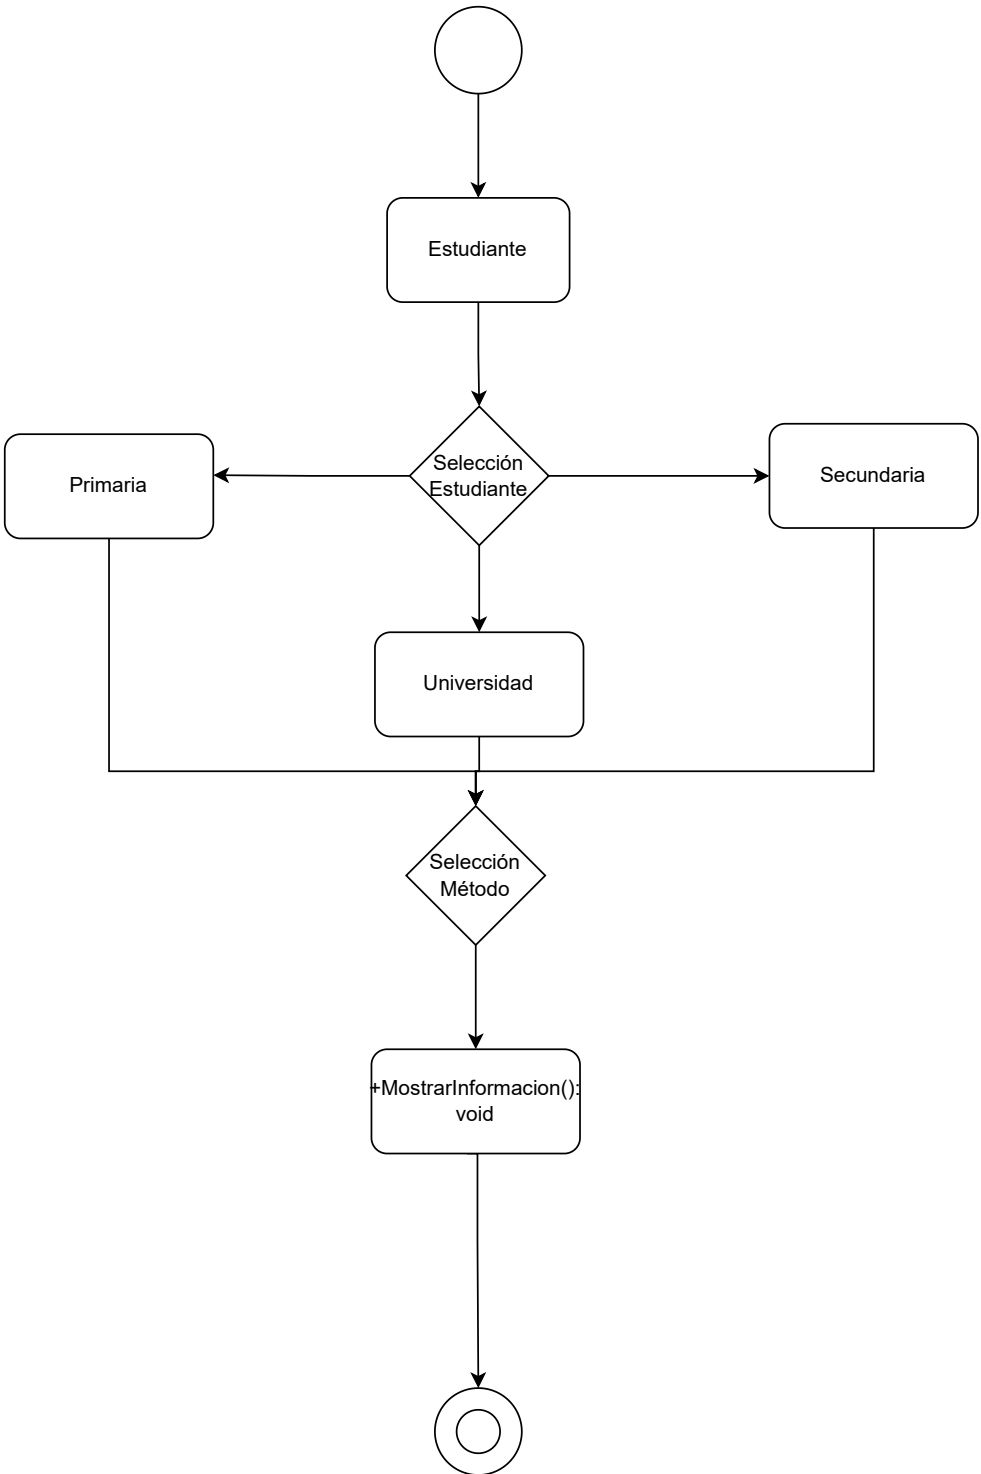 Estudiante
Selección
Estudiante
Primaria
Secundaria
Universidad
Selección
Método
+MostrarInformacion():
void